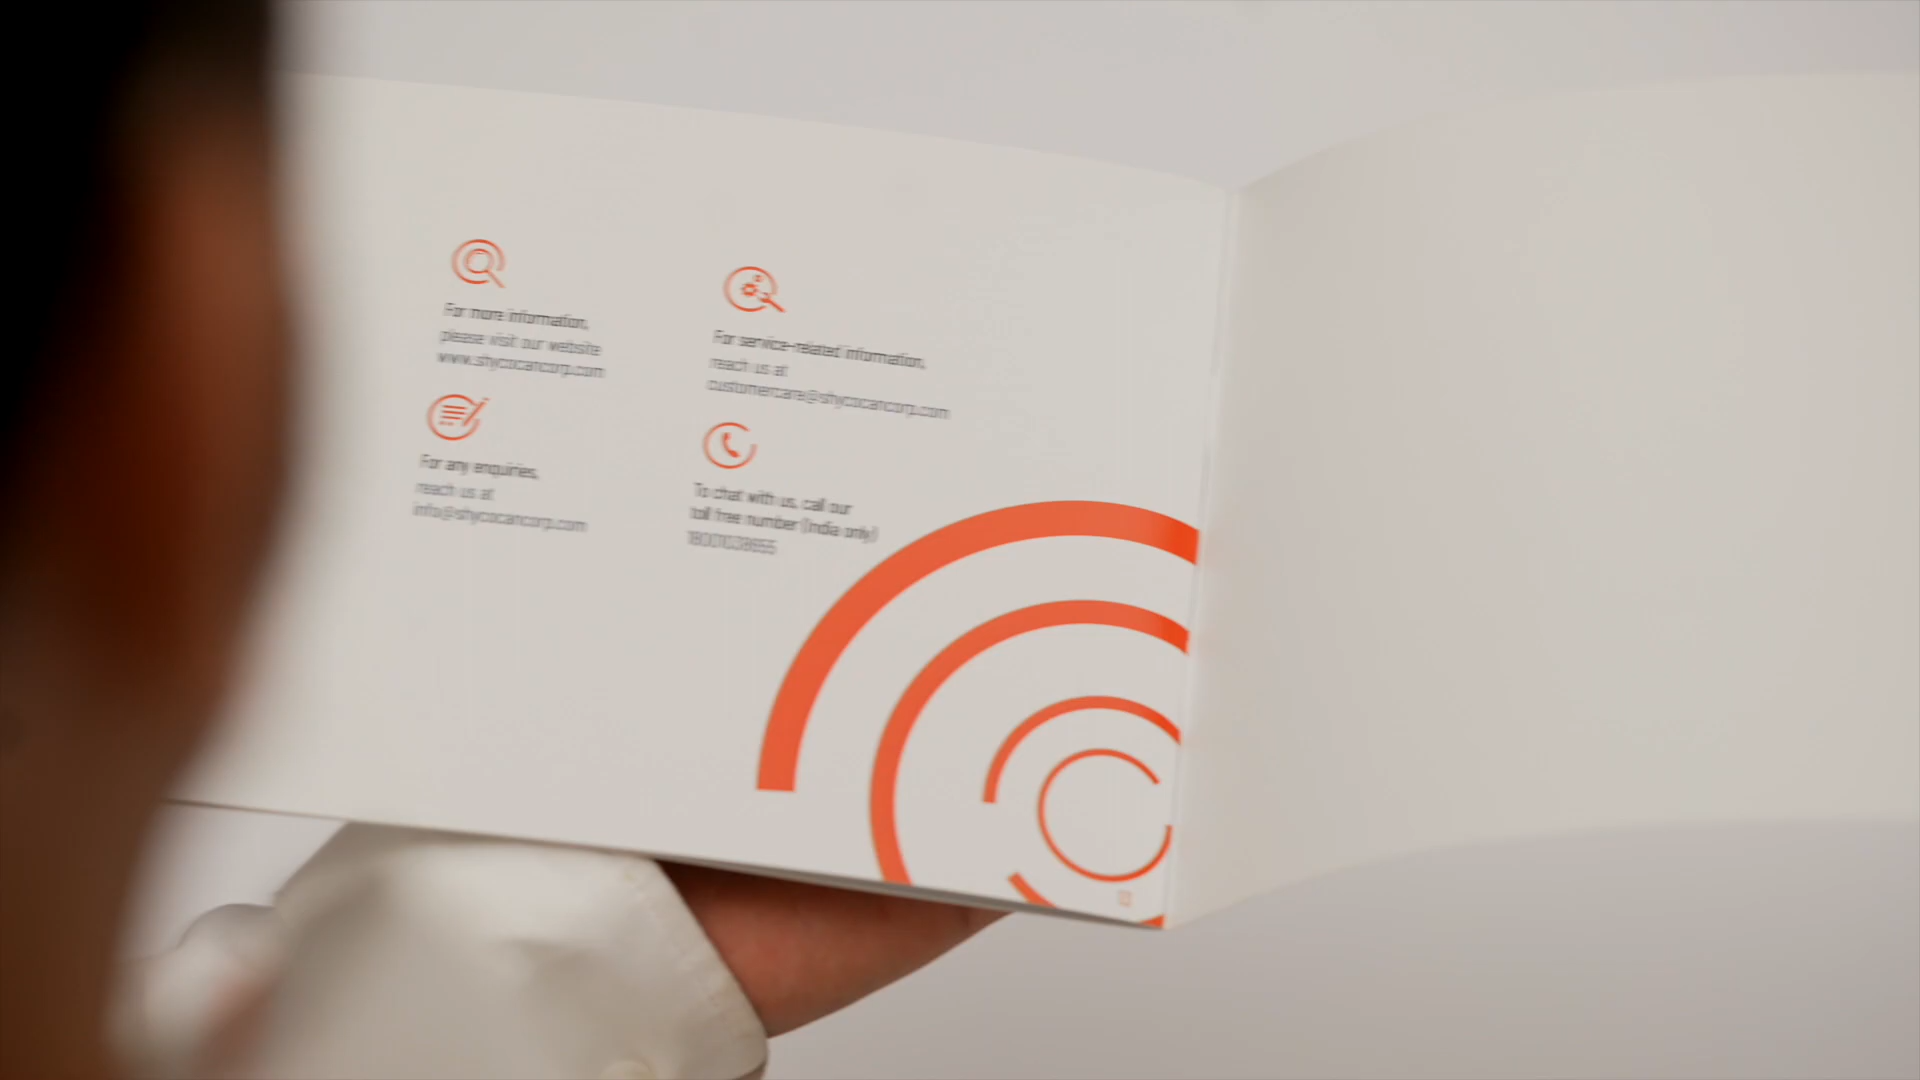 For more information,
please visit our website
www.shycocancorp.com
For service-related information,
reach us at
customercare@shycocancorp.com
For any enquiries,
reach us at
info@shycocancorp.com
To chat with us, call our
toll free number (India only)